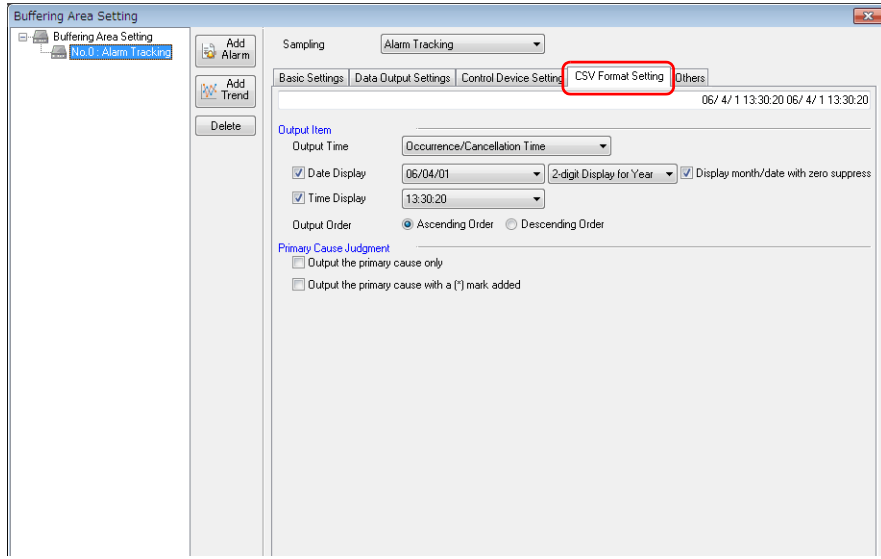 Buffering Area Setting
Buffering Area Setting
No.0 : Alarm Tracking
Add Alarm
Add Trend
Delete
Sampling Alarm Tracking
Basic Settings Data Output Settings Control Device Setting CSV Format Setting Others
06/ 4/ 1 13:30:20 06/ 4/ 1 13:30:20
Output Item
Output Time Occurrence/Cancellation Time
Date Display 06/04/01 2-digit Display for Year Display month/date with zero suppress
Time Display 13:30:20
Output Order Ascending Order Descending Order
Primary Cause Judgment
Output the primary cause only
Output the primary cause with a (*) mark added